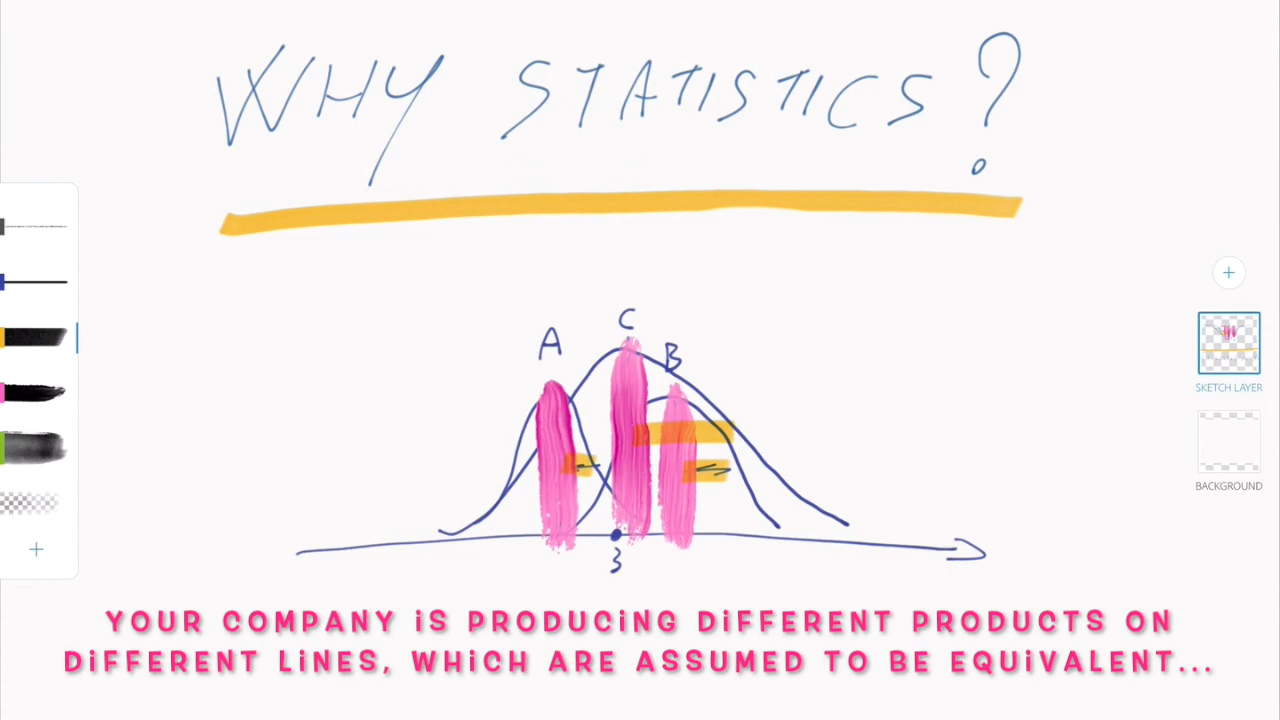 WHY STATISTICS?
C
A
B
3
SKETCH LAYER
BACKGROUND
YOUR COMPANY iS PRODUCiNG DiFFERENT PRODUCTS ON
DiFFERENT LiNES, WHiCH ARE ASSUMED TO BE EQUiVALENT...